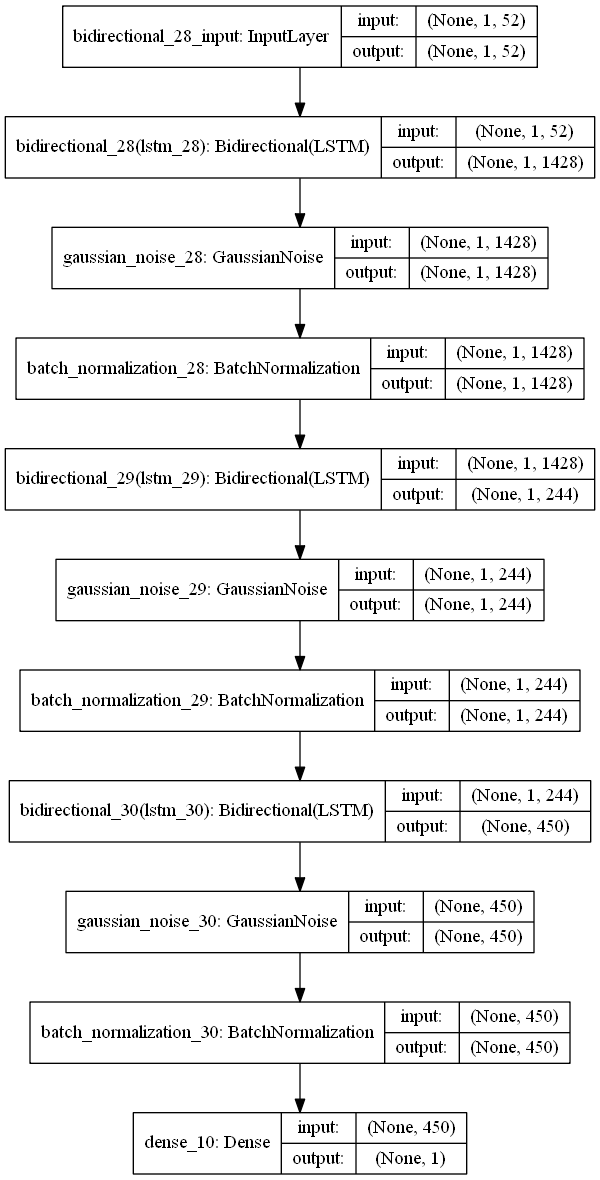 bidirectional_28_input: InputLayer
input: (None, 1, 52)
output: (None, 1, 52)
bidirectional_28(lstm_28): Bidirectional(LSTM)
input: (None, 1, 52)
output: (None, 1, 1428)
gaussian_noise_28: GaussianNoise
input: (None, 1, 1428)
output: (None, 1, 1428)
batch_normalization_28: BatchNormalization
input: (None, 1, 1428)
output: (None, 1, 1428)
bidirectional_29(lstm_29): Bidirectional(LSTM)
input: (None, 1, 1428)
output: (None, 1, 244)
gaussian_noise_29: GaussianNoise
input: (None, 1, 244)
output: (None, 1, 244)
batch_normalization_29: BatchNormalization
input: (None, 1, 244)
output: (None, 1, 244)
bidirectional_30(lstm_30): Bidirectional(LSTM)
input: (None, 1, 244)
output: (None, 450)
gaussian_noise_30: GaussianNoise
input: (None, 450)
output: (None, 450)
batch_normalization_30: BatchNormalization
input: (None, 450)
output: (None, 450)
dense_10: Dense
input: (None, 450)
output: (None, 1)